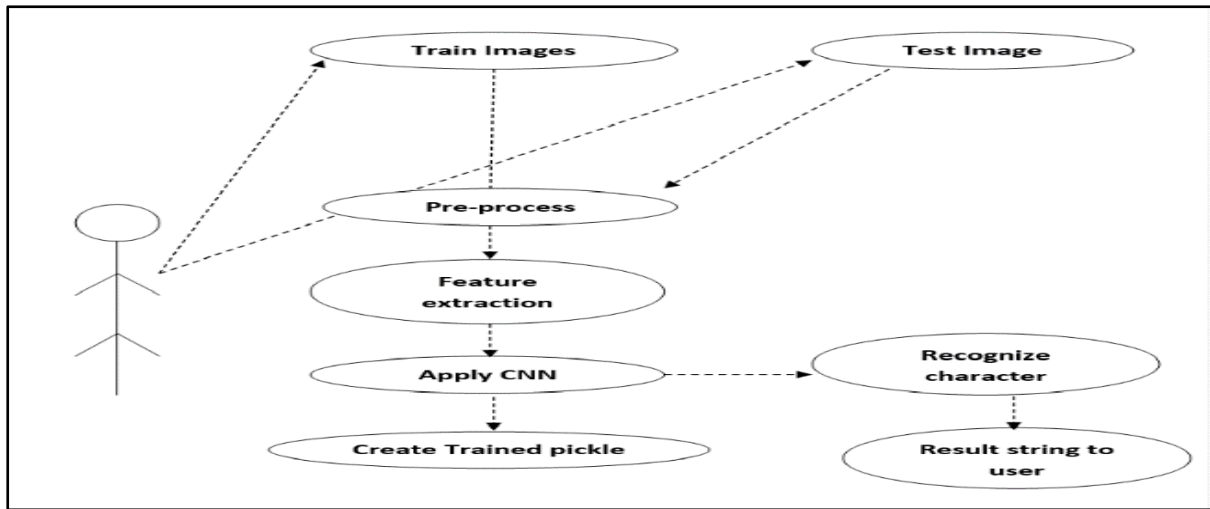 Train Images
Test Image
Pre-process
Feature
extraction
Apply CNN
Recognize
character
Create Trained pickle
Result string to
user